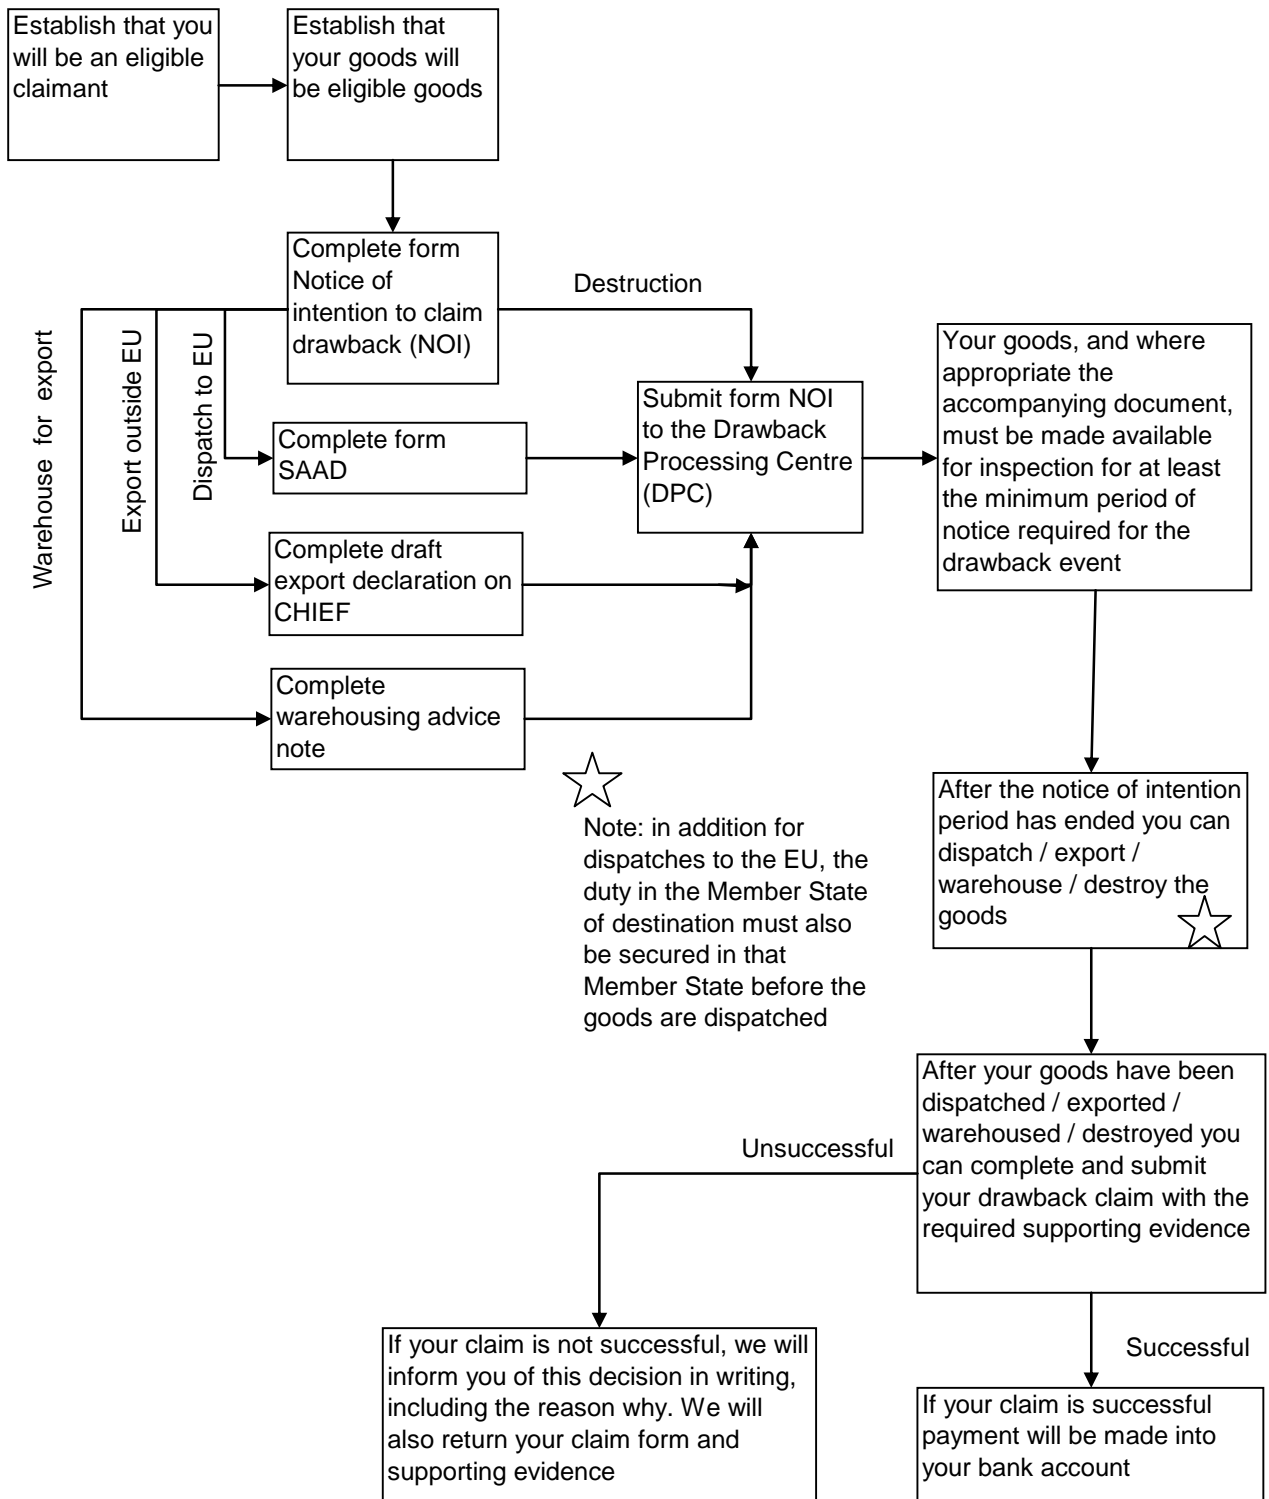 Establish that you
will be an eligible
claimant
Establish that
your goods will
be eligible goods
Complete form
Notice of
intention to claim
drawback (NOI)
Destruction
Warehouse for export
Export outside EU
Dispatch to EU
Complete form
SAAD
Complete draft
export declaration on
CHIEF
Complete
warehousing advice
note
Submit form NOI
to the Drawback
Processing Centre
(DPC)
Your goods, and where
appropriate the
accompanying document,
must be made available
for inspection for at least
the minimum period of
notice required for the
drawback event
Note: in addition for
dispatches to the EU, the
duty in the Member State
of destination must also
be secured in that
Member State before the
goods are dispatched
After the notice of intention
period has ended you can
dispatch / export /
warehouse / destroy the
goods
After your goods have been
dispatched / exported /
warehoused / destroyed you
can complete and submit
your drawback claim with the
required supporting evidence
Unsuccessful
Successful
If your claim is not successful, we will
inform you of this decision in writing,
including the reason why. We will
also return your claim form and
supporting evidence
If your claim is successful
payment will be made into
your bank account